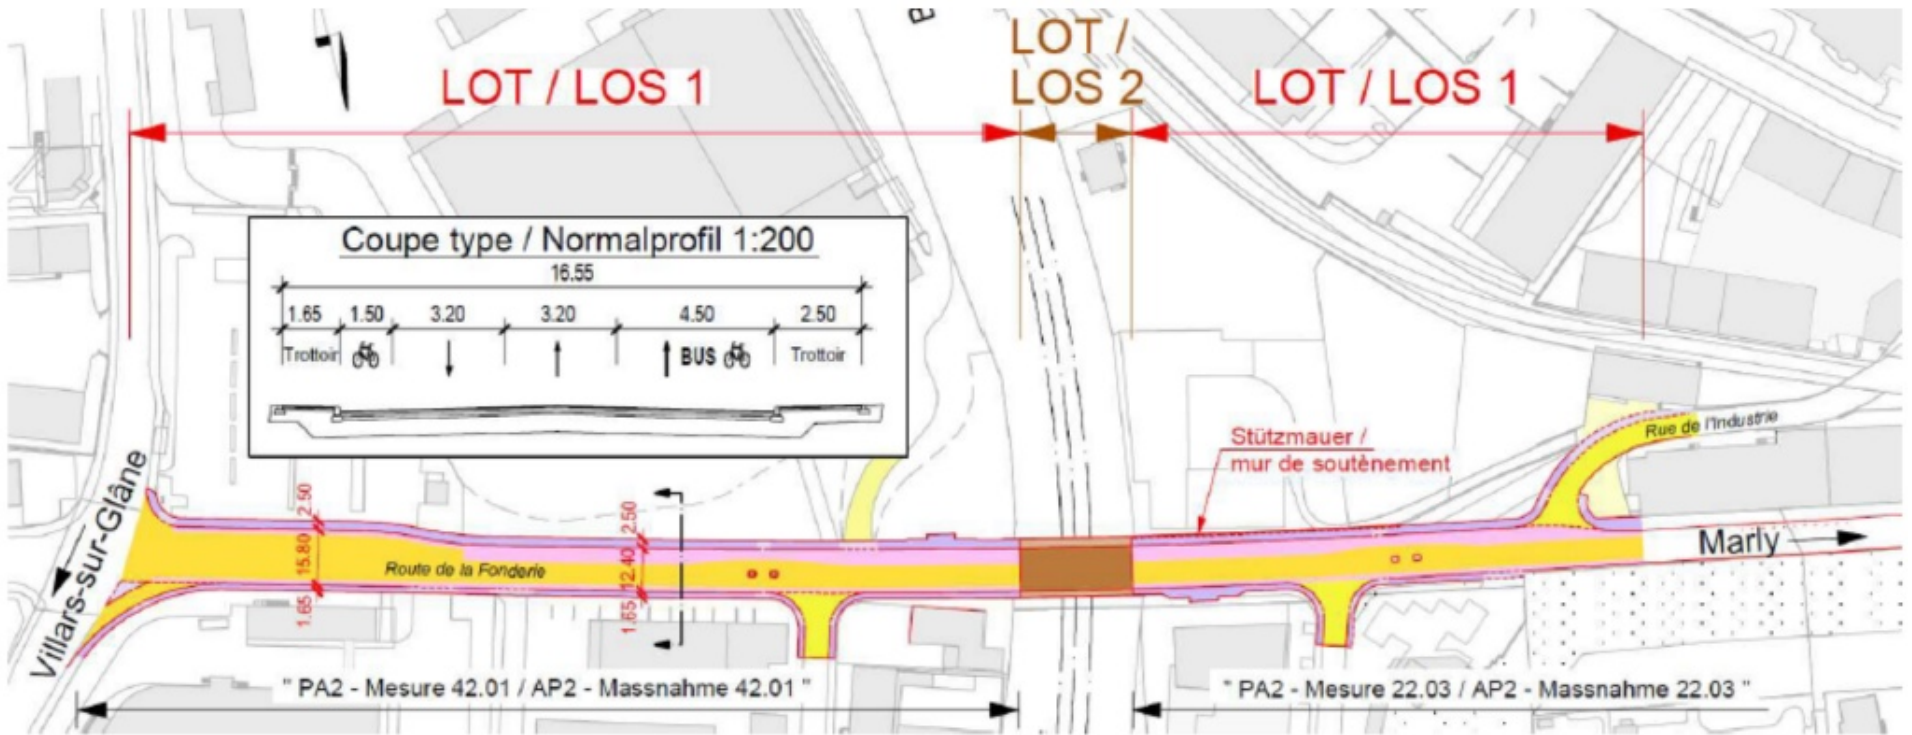 LOT / LOS 1
LOT /
LOS 2
LOT / LOS 1
Coupe type / Normalprofil 1:200
16.55
1.65 1.50 3.20 3.20 4.50 2.50
Trottoir BUS Trottoir
Stützmauer /
mur de soutènement
Rue de l'Industrie
Villars-sur-Glâne
2.50
15.80
1.65
Route de la Fonderie
2.50
12.40
1.65
Marly
" PA2 - Mesure 42.01 / AP2 - Massnahme 42.01 "
" PA2 - Mesure 22.03 / AP2 - Massnahme 22.03 "